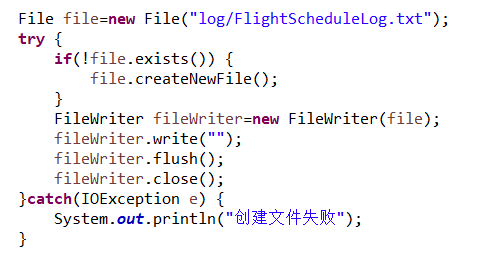 File file=new File("log/FlightScheduleLog.txt");
try {
    if(!file.exists()) {
        file.createNewFile();
    }
    FileWriter fileWriter=new FileWriter(file);
    fileWriter.write("");
    fileWriter.flush();
    fileWriter.close();
}catch(IOException e) {
    System.out.println("创建文件失败");
}